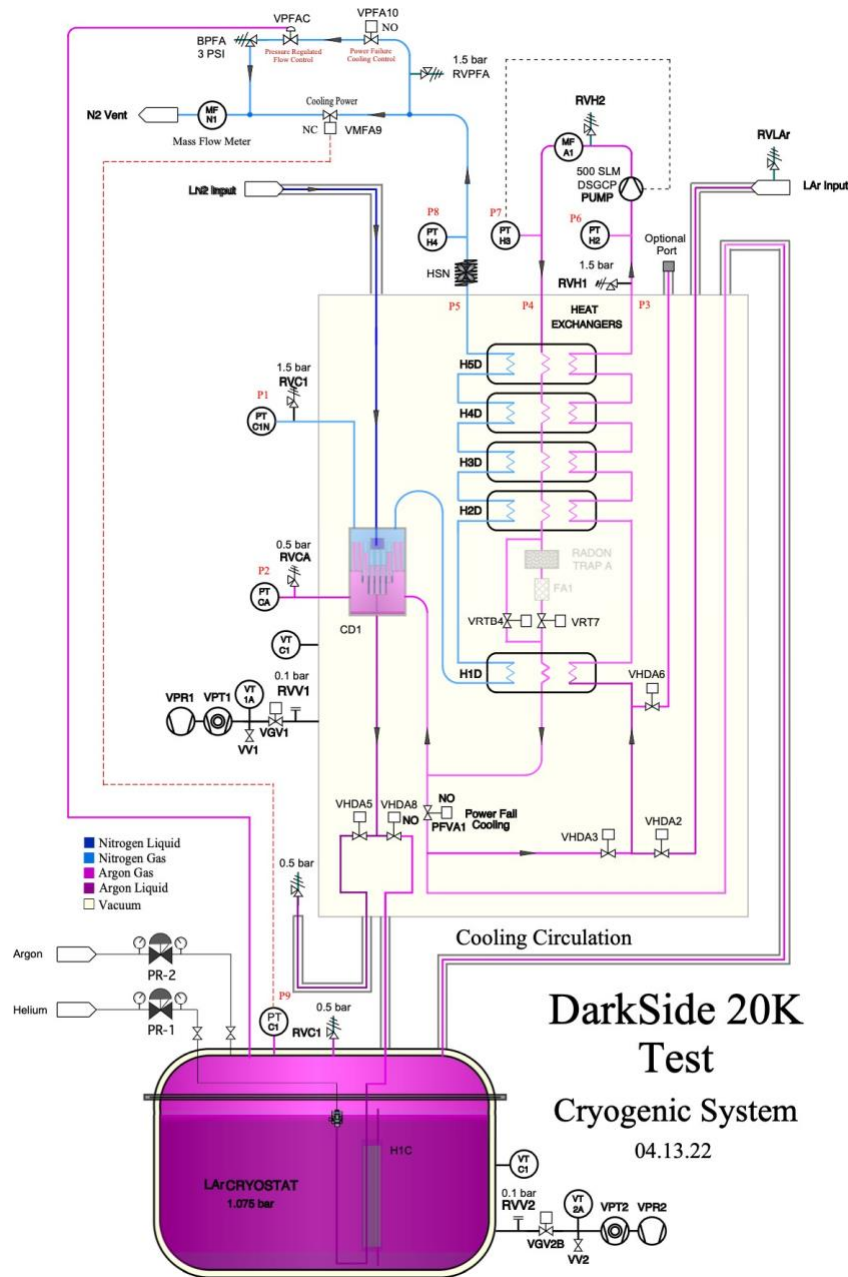 VPFAC
VPFA10
NO
BPFA
3 PSI
Pressure Regulated
Flow Control
Power Failure
Cooling Control
1.5 bar
RVPFA
RVH2
RVLAr
N2 Vent
MF
N1
Mass Flow Meter
Cooling Power
NC
VMFA9
MF
A1
500 SLM
DSGCP
PUMP
LN2 Input
LAr Input
P8
PT
H4
P7
PT
H3
P6
PT
H2
Optional
Port
HSN
1.5 bar
RVH1
P5
P4
P3
HEAT
EXCHANGERS
H5D
1.5 bar
RVC1
P1
PT
C1N
H4D
H3D
H2D
0.5 bar
RVCA
P2
PT
CA
RADON
TRAP A
FA1
CD1
VRTB4
VRT7
VT
C1
H1D
VHDA6
0.1 bar
RVV1
VPR1
VPT1
VT
1A
VV1
VGV1
VHDA5
VHDA8
NO
NO
PFVA1
Power Fail
Cooling
VHDA3
VHDA2
Nitrogen Liquid
Nitrogen Gas
Argon Gas
Argon Liquid
Vacuum
0.5 bar
Cooling Circulation
Argon
PR-2
Helium
PR-1
P9
PT
C1
0.5 bar
RVC1
DarkSide 20K
Test
Cryogenic System
04.13.22
H1C
LAr CRYOSTAT
1.075 bar
VT
C1
0.1 bar
RVV2
VT
2A
VPT2
VPR2
VGV2B
VV2